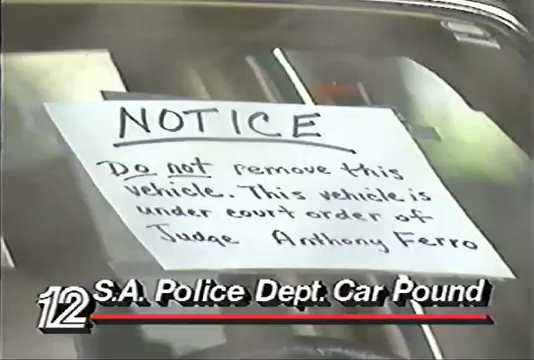 NOTICE
Do not remove this
vehicle. This vehicle is
under court order of
Judge Anthony Ferro
12 S.A. Police Dept. Car Pound